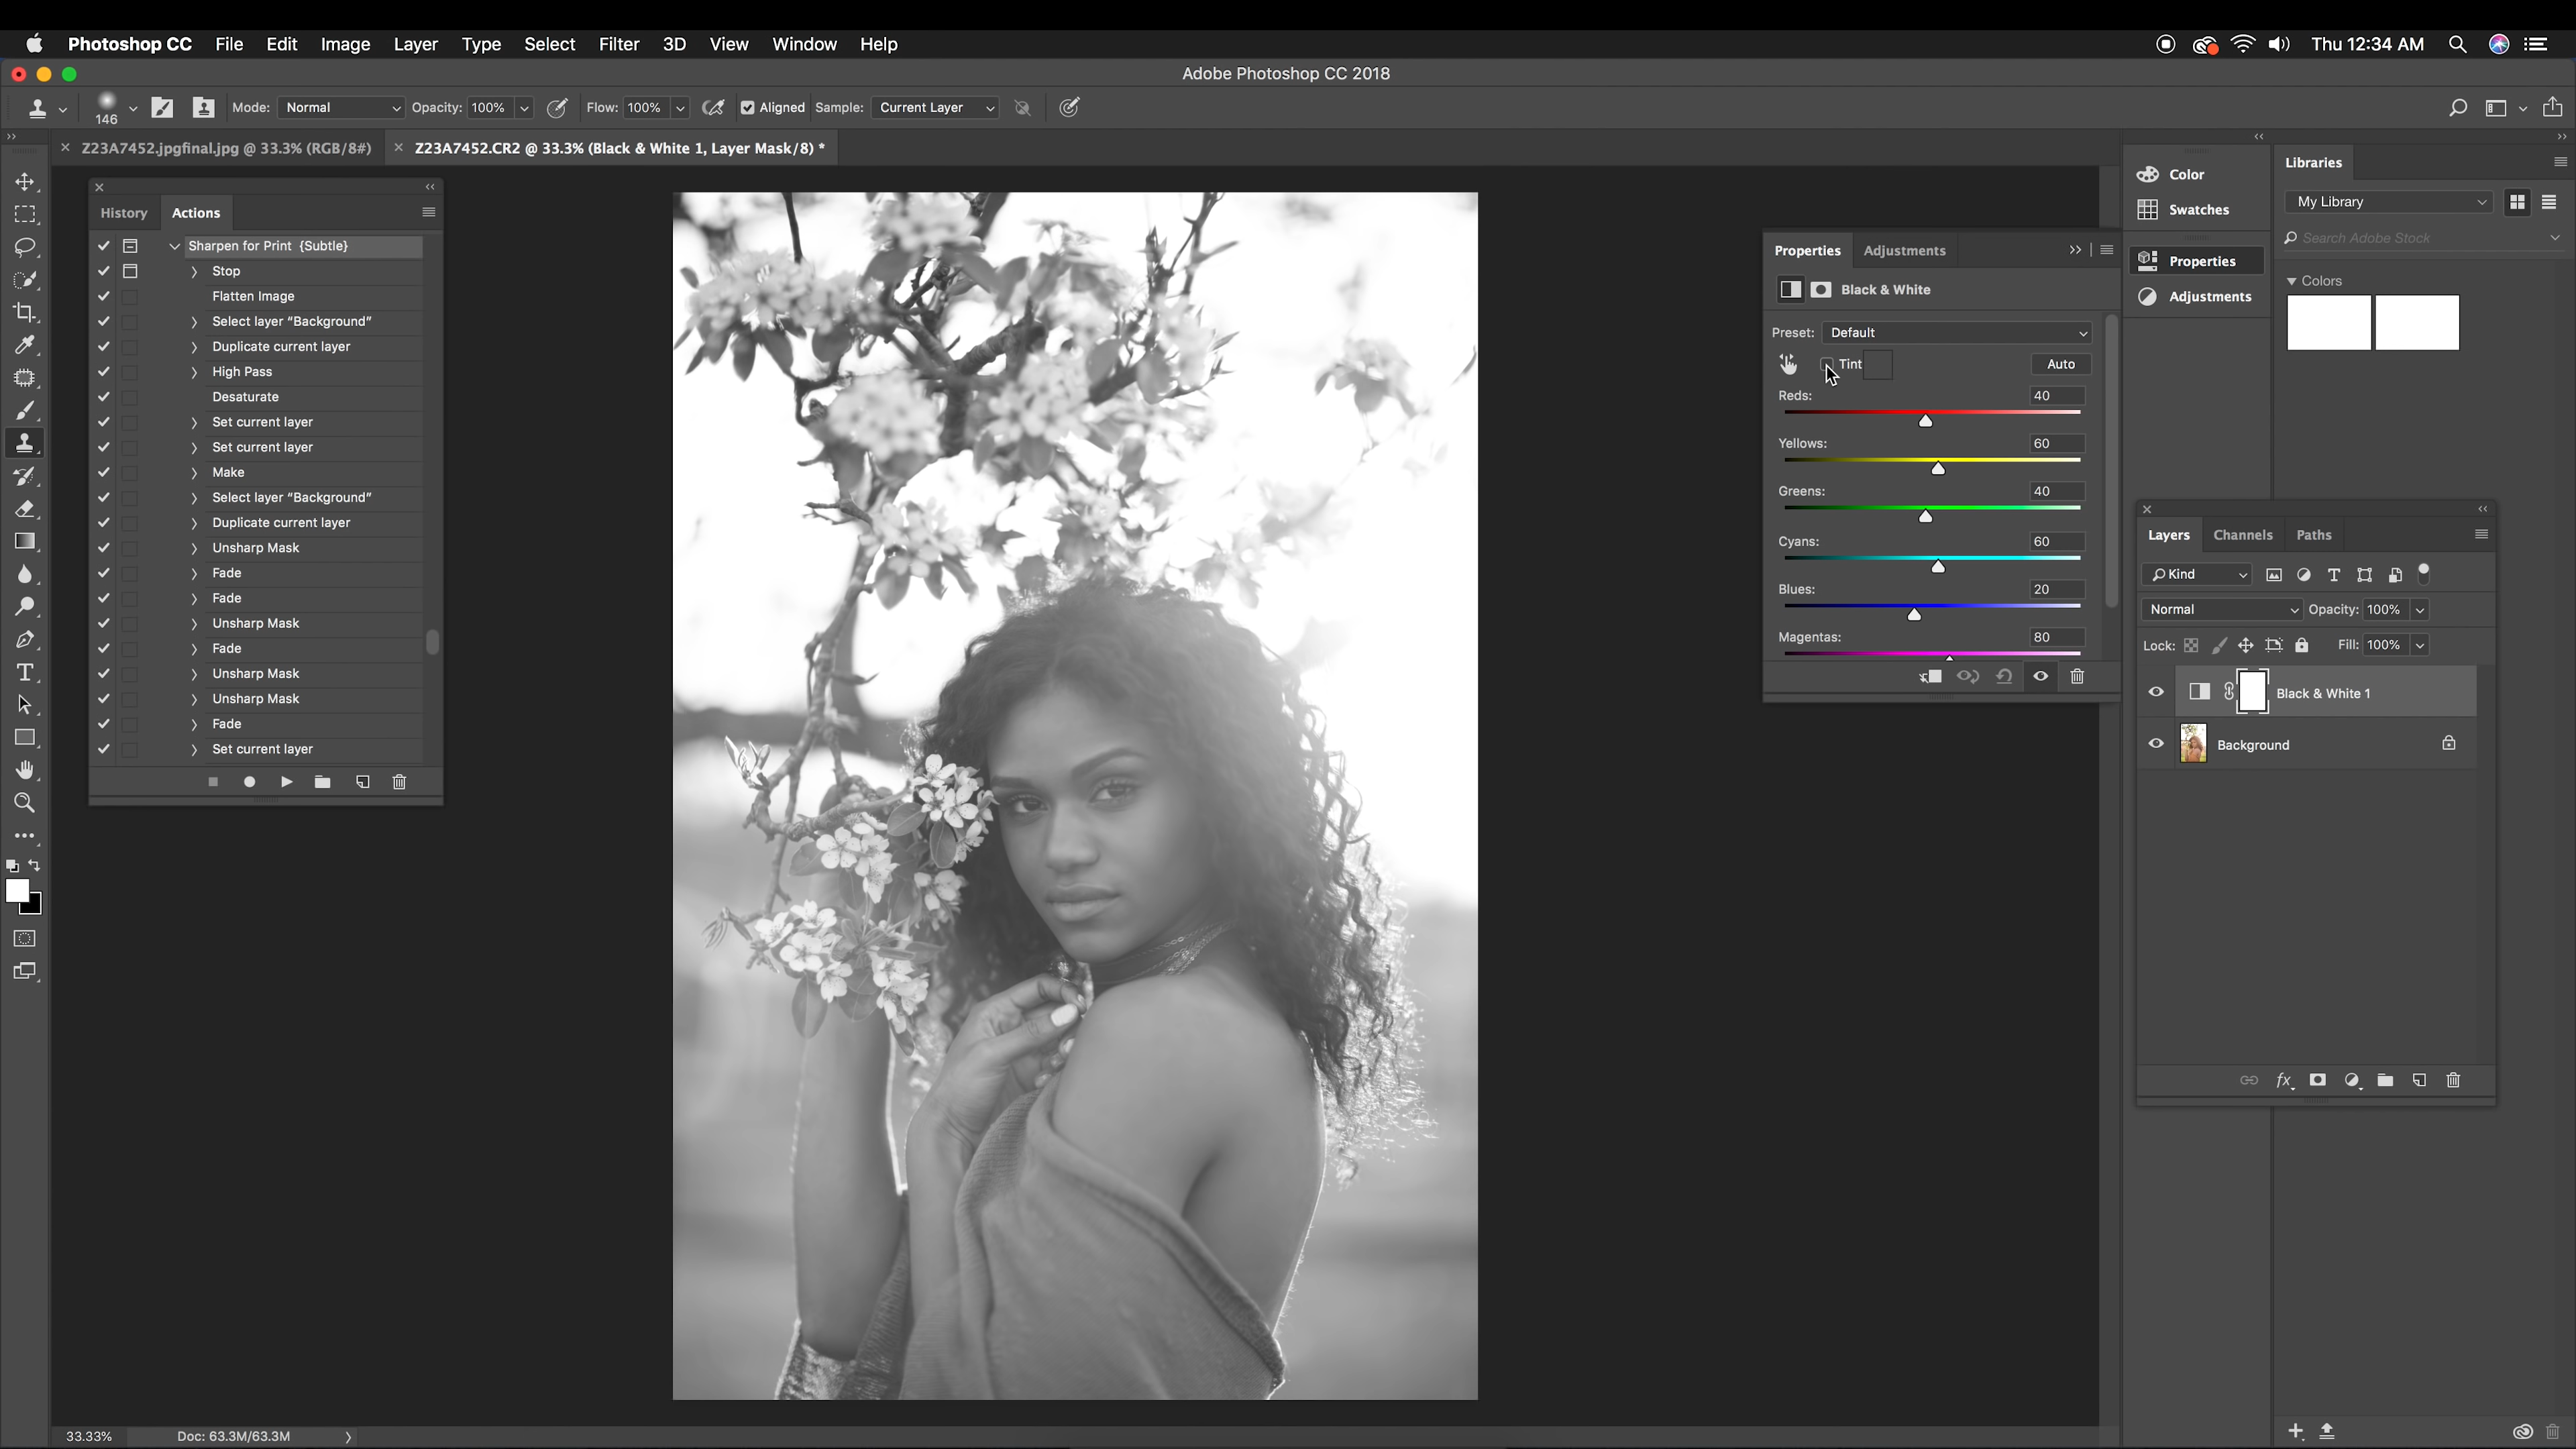 Photoshop CC File Edit Image Layer Type Select Filter 3D View Window Help Thu 12:34 AM
Adobe Photoshop CC 2018
146 Mode: Normal Opacity: 100% Flow: 100% Aligned Sample: Current Layer
Z23A7452.jpgfinal.jpg @ 33.3% (RGB/8#) Z23A7452.CR2 @ 33.3% (Black & White 1, Layer Mask/8) *
History Actions
Sharpen for Print {Subtle}
Stop
Flatten Image
Select layer “Background”
Duplicate current layer
High Pass
Desaturate
Set current layer
Set current layer
Make
Select layer “Background”
Duplicate current layer
Unsharp Mask
Fade
Fade
Unsharp Mask
Fade
Unsharp Mask
Unsharp Mask
Fade
Set current layer
Properties Adjustments
Black & White
Preset: Default
Tint Auto
Reds: 40
Yellows: 60
Greens: 40
Cyans: 60
Blues: 20
Magentas: 80
Color
Swatches
Properties
Adjustments
Libraries
My Library
Search Adobe Stock
Colors
Layers Channels Paths
Kind
Normal Opacity: 100%
Lock: Fill: 100%
Black & White 1
Background
33.33% Doc: 63.3M/63.3M